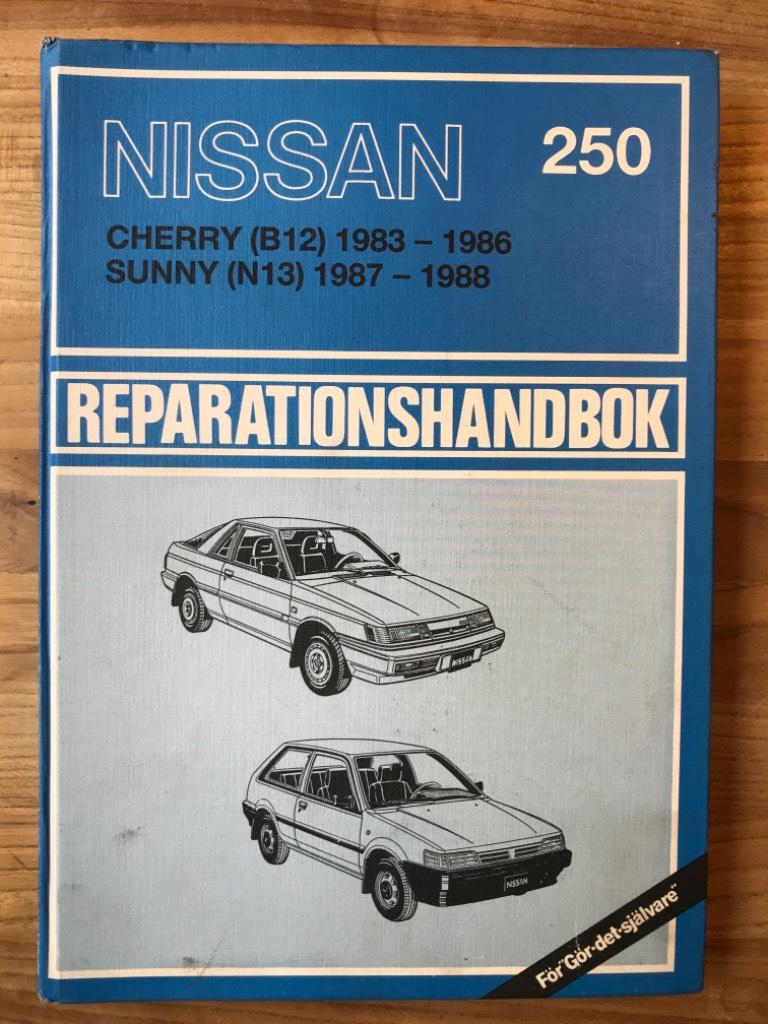 NISSAN 250
CHERRY (B12) 1983 – 1986
SUNNY (N13) 1987 – 1988
REPARATIONSHANDBOK
NISSAN
NISSAN
För "Gör-det-självare"